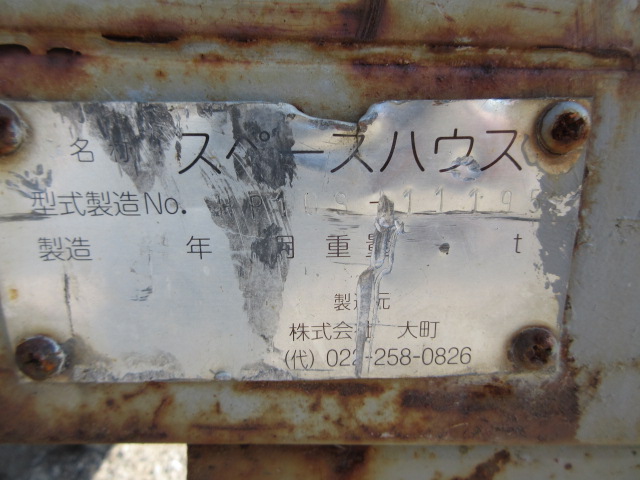 名 スペースハウス
型式製造No.
製造 年 月 重量 t
製造元
株式会社 大町
(代) 022-258-0826